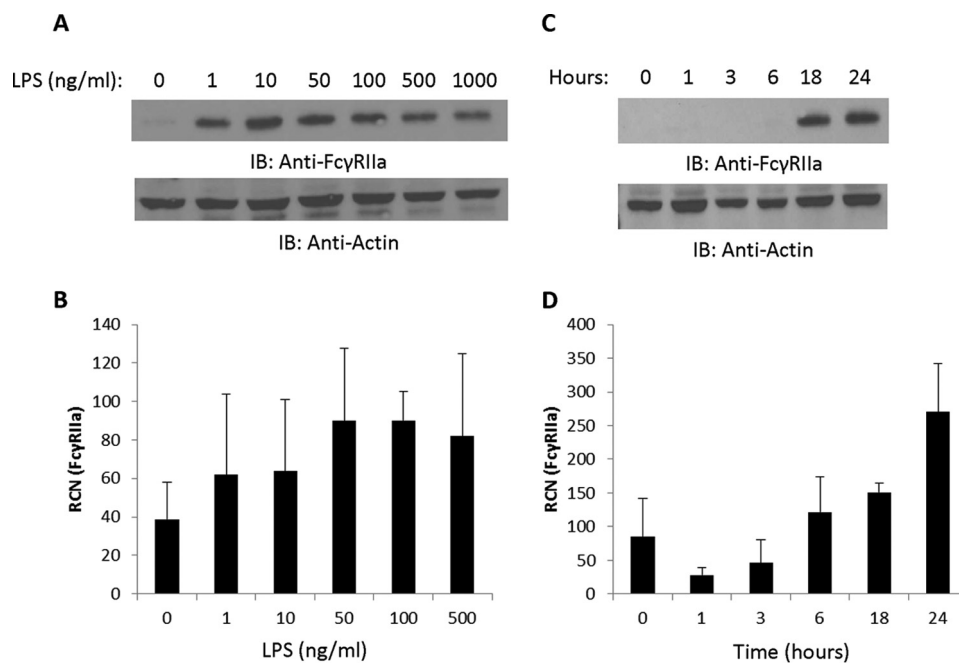 A
LPS (ng/ml): 0 1 10 50 100 500 1000
IB: Anti-FcγRIIa
IB: Anti-Actin
C
Hours: 0 1 3 6 18 24
IB: Anti-FcγRIIa
IB: Anti-Actin
B
RCN (FcγRIIa)
140
120
100
80
60
40
20
0
0 1 10 50 100 500
LPS (ng/ml)
D
RCN (FcγRIIa)
400
350
300
250
200
150
100
50
0
0 1 3 6 18 24
Time (hours)